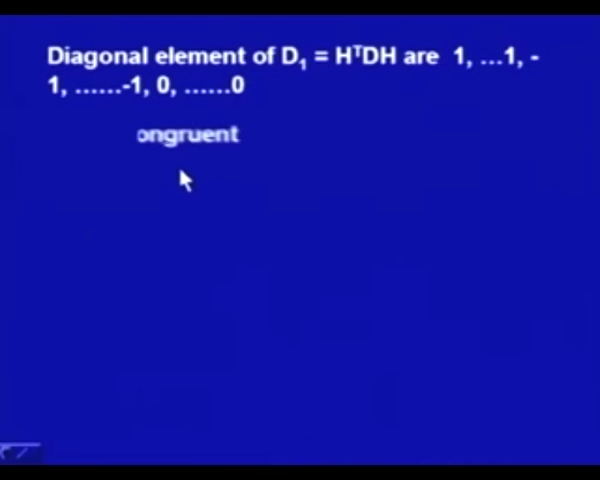 Diagonal element of D₁ = HᵀDH are 1, ...1, -
1, ......-1, 0, ......0
ongruent